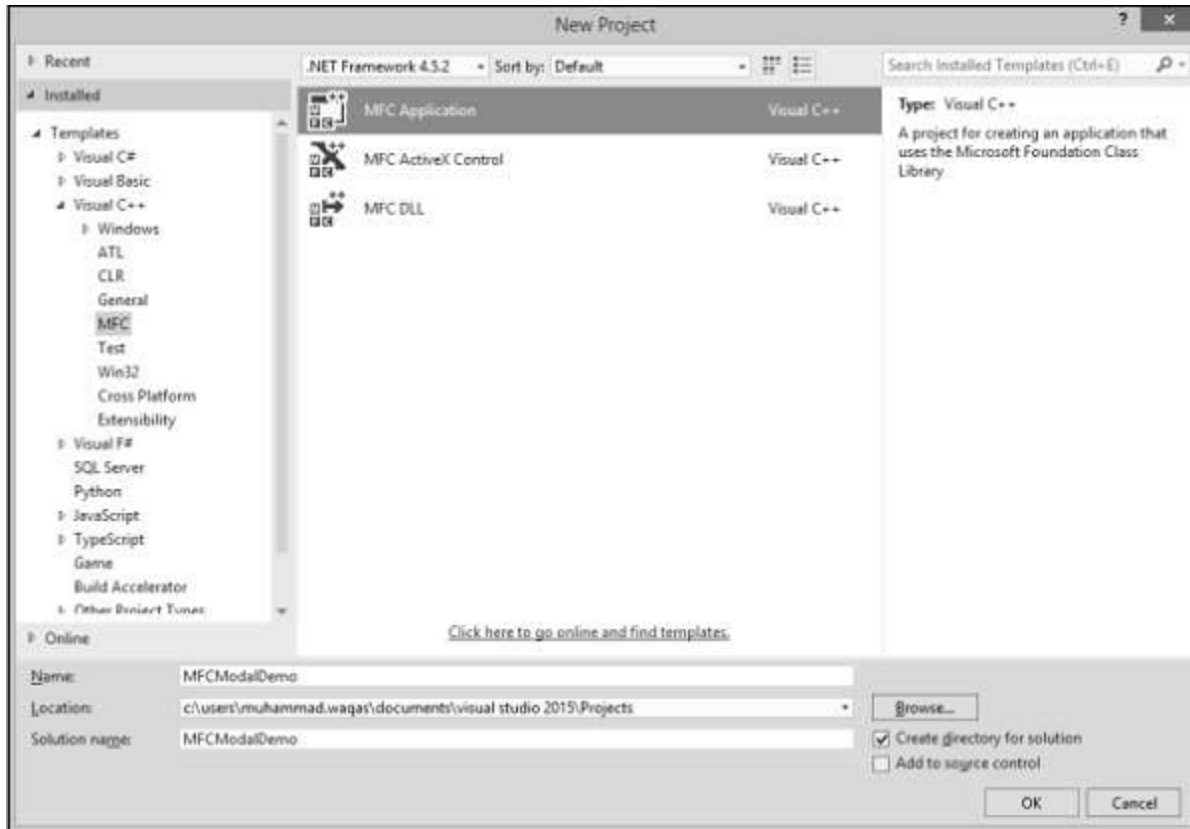 New Project
?
Recent
Installed
Templates
Visual C#
Visual Basic
Visual C++
Windows
ATL
CLR
General
MFC
Test
Win32
Cross Platform
Extensibility
Visual F#
SQL Server
Python
JavaScript
TypeScript
Game
Build Accelerator
Other Project Types
Online
.NET Framework 4.5.2
Sort by: Default
MFC Application Visual C++
MFC ActiveX Control Visual C++
MFC DLL Visual C++
Click here to go online and find templates.
Search Installed Templates (Ctrl+E)
Type: Visual C++
A project for creating an application that
uses the Microsoft Foundation Class
Library
Name: MFCModalDemo
Location: c:\users\muhammad.waqas\documents\visual studio 2015\Projects
Browse...
Solution name: MFCModalDemo
Create directory for solution
Add to source control
OK Cancel